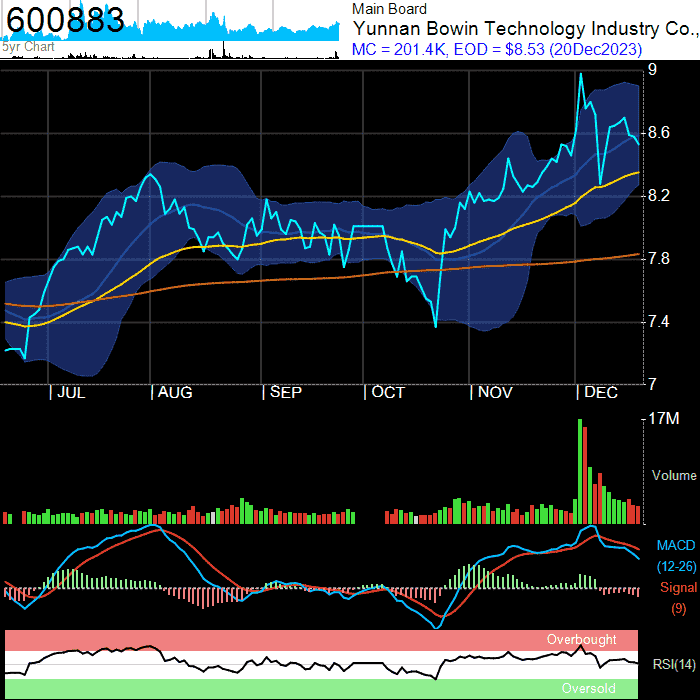 600883
5yr Chart
Main Board
Yunnan Bowin Technology Industry Co.,
MC = 201.4K, EOD = $8.53 (20Dec2023)
9
8.6
8.2
7.8
7.4
7
| JUL | AUG | SEP | OCT | NOV | DEC
17M
Volume
MACD
(12-26)
Signal
(9)
Overbought
RSI(14)
Oversold